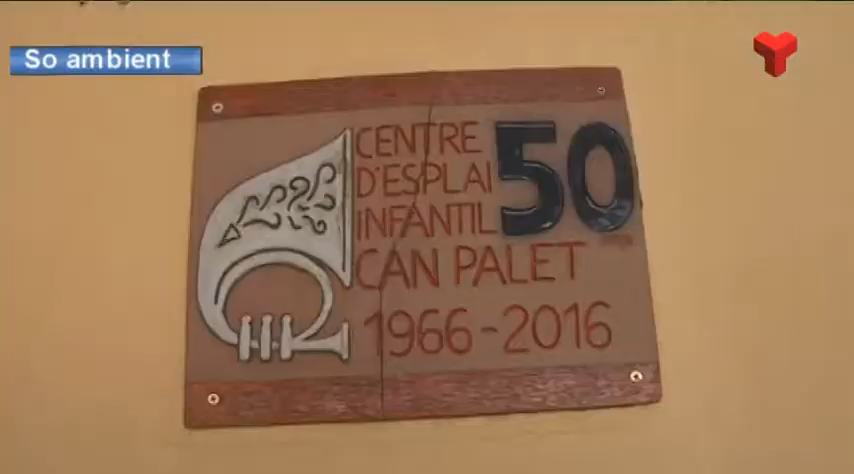 So ambient
CENTRE 50
D'ESPLAI
INFANTIL
CAN PALET
1966-2016